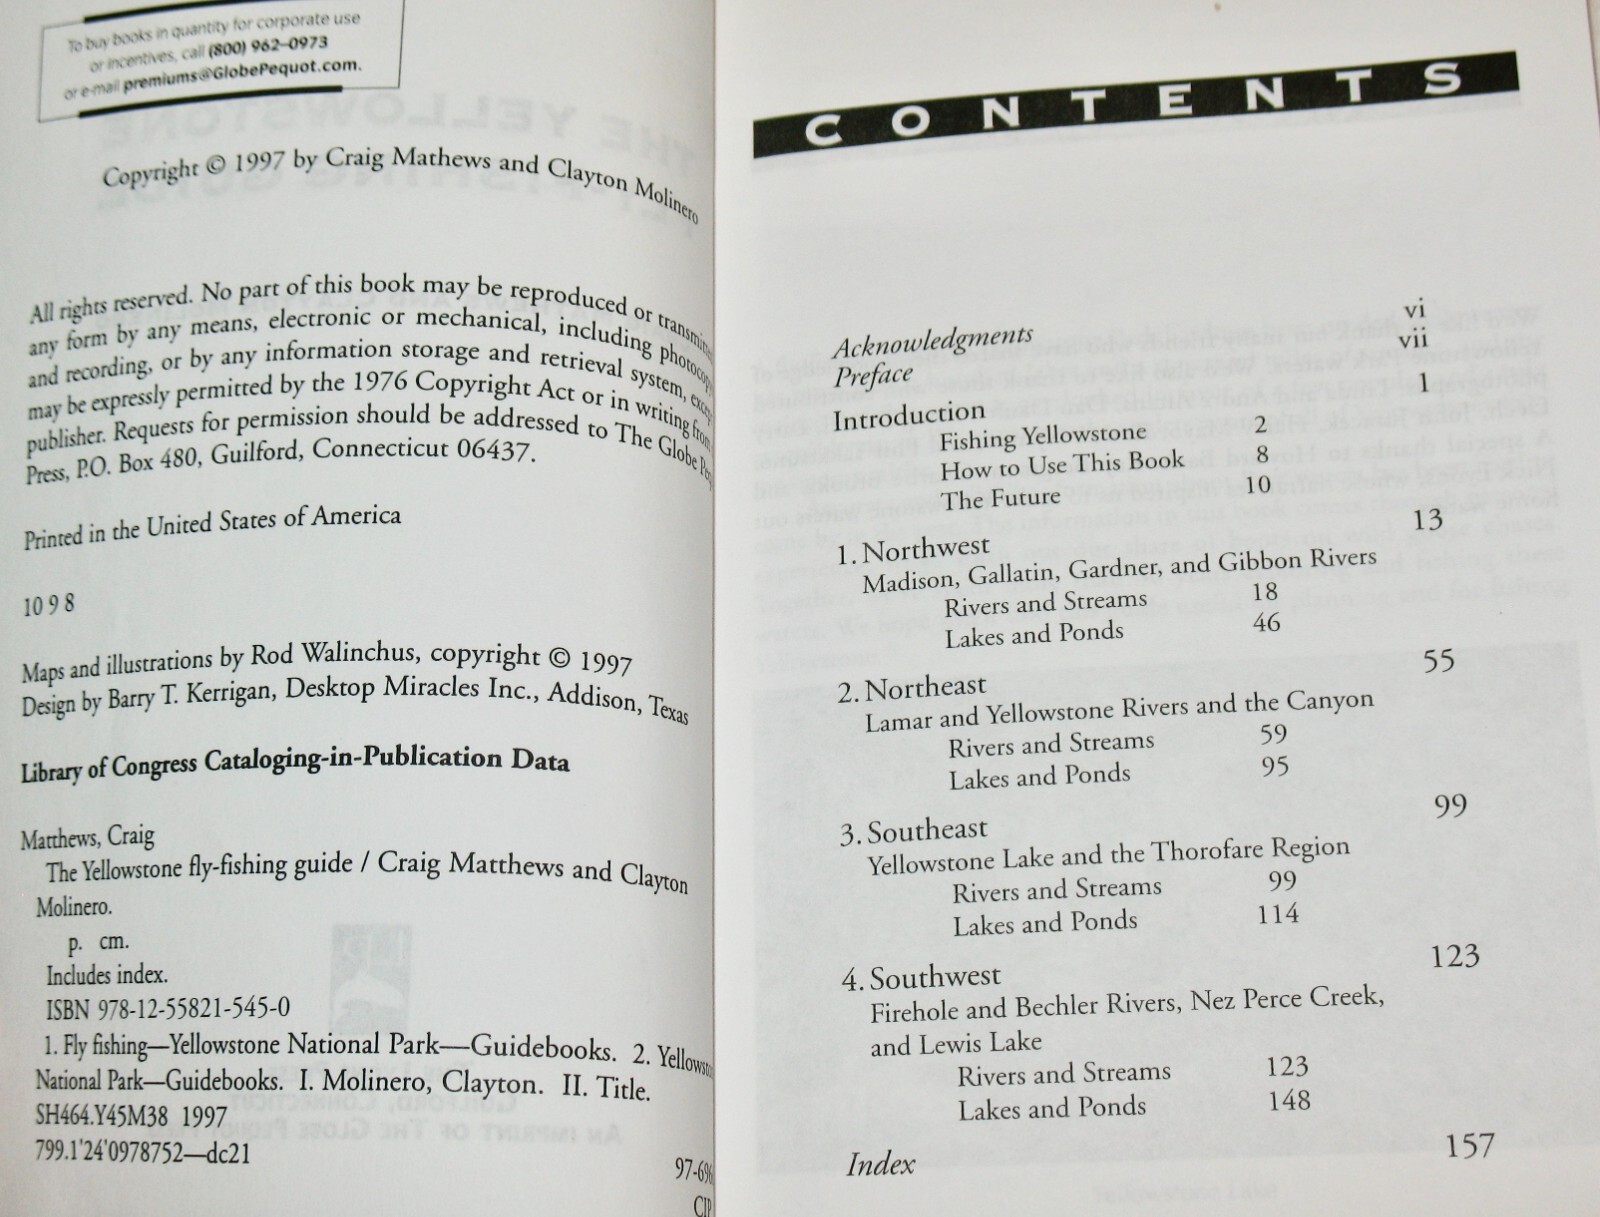 To buy books in quantity for corporate use
or incentives, call (800) 962–0973
or e-mail premiums@GlobePequot.com.
Copyright © 1997 by Craig Mathews and Clayton Molinero
All rights reserved. No part of this book may be reproduced or
any form by any means, electronic or mechanical, including
and recording, or by any information storage and retrieval system,
may be expressly permitted by the 1976 Copyright Act or in writing from
publisher. Requests for permission should be addressed to The Globe
Press, P.O. Box 480, Guilford, Connecticut 06437.
Printed in the United States of America
10 9 8
Maps and illustrations by Rod Walinchus, copyright © 1997
Design by Barry T. Kerrigan, Desktop Miracles Inc., Addison, Texas
Library of Congress Cataloging-in-Publication Data
Matthews, Craig
The Yellowstone fly-fishing guide / Craig Matthews and Clayton
Molinero.
p. cm.
Includes index.
ISBN 978-12-55821-545-0
1. Fly fishing—Yellowstone National Park—Guidebooks. 2.
National Park—Guidebooks. I. Molinero, Clayton. II. Title.
SH464.Y45M38 1997
799.1'24'0978752—dc21
CIP
CONTENTS
Acknowledgments vi
Preface vii
Introduction 1
Fishing Yellowstone 2
How to Use This Book 8
The Future 10
1. Northwest 13
Madison, Gallatin, Gardner, and Gibbon Rivers
Rivers and Streams 18
Lakes and Ponds 46
2. Northeast 55
Lamar and Yellowstone Rivers and the Canyon
Rivers and Streams 59
Lakes and Ponds 95
3. Southeast 99
Yellowstone Lake and the Thorofare Region
Rivers and Streams 99
Lakes and Ponds 114
4. Southwest 123
Firehole and Bechler Rivers, Nez Perce Creek,
and Lewis Lake
Rivers and Streams 123
Lakes and Ponds 148
Index 157